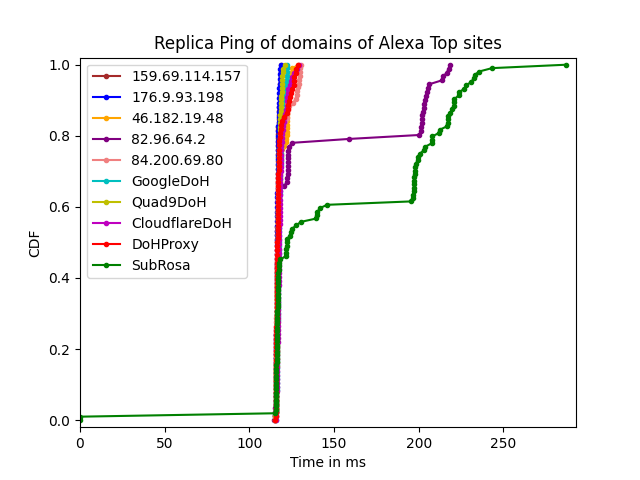 Replica Ping of domains of Alexa Top sites
1.0
0.8
0.6
0.4
0.2
0.0
CDF
159.69.114.157
176.9.93.198
46.182.19.48
82.96.64.2
84.200.69.80
GoogleDoH
Quad9DoH
CloudflareDoH
DoHProxy
SubRosa
0 50 100 150 200 250
Time in ms